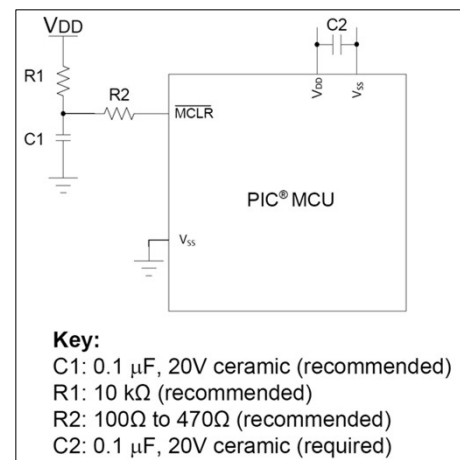 VDD
C2
R1
R2
C1
VDD
VSS
MCLR
PIC® MCU
VSS
Key:
C1: 0.1 μF, 20V ceramic (recommended)
R1: 10 kΩ (recommended)
R2: 100Ω to 470Ω (recommended)
C2: 0.1 μF, 20V ceramic (required)